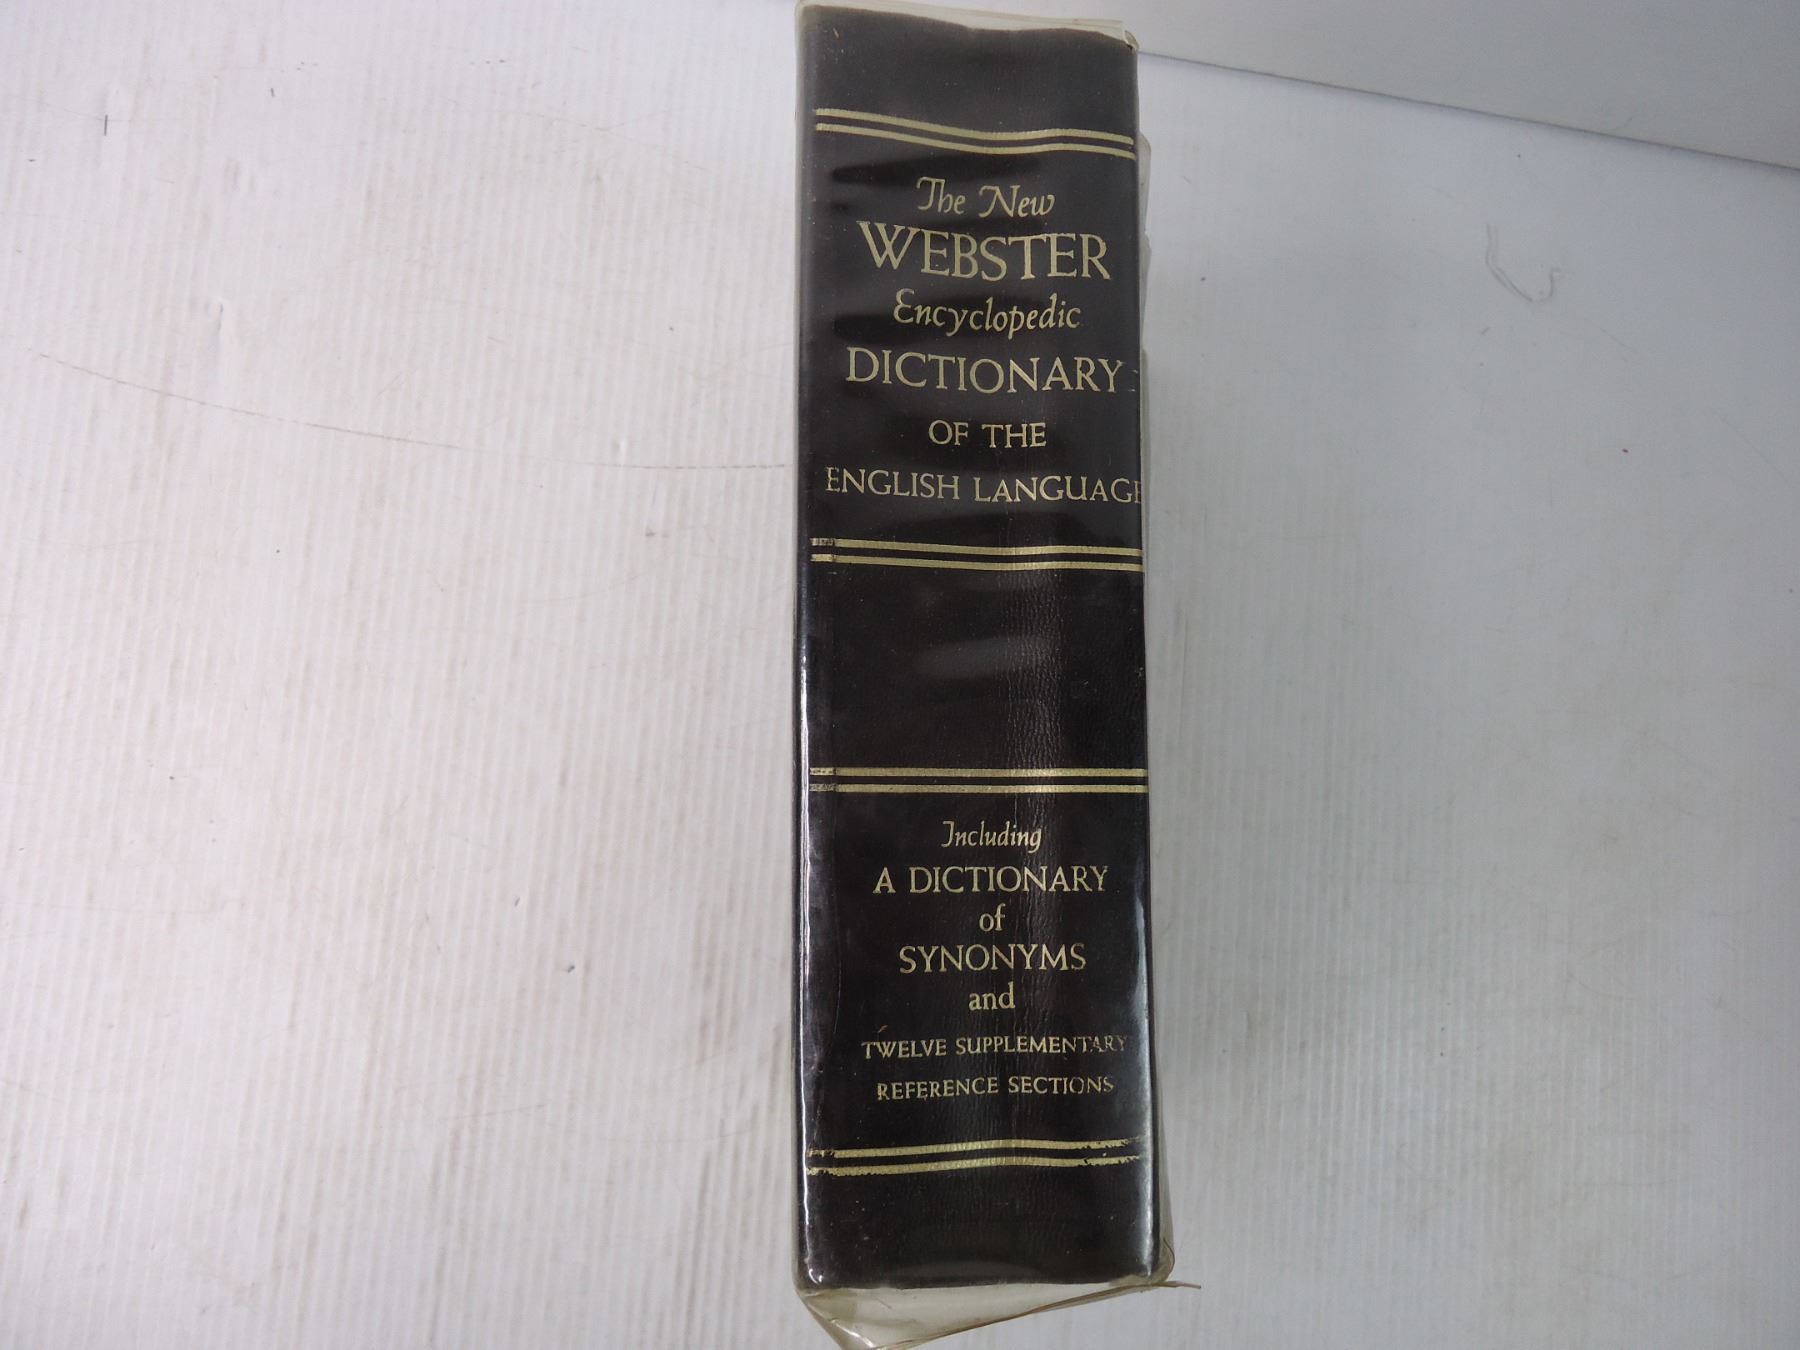 The New
WEBSTER
Encyclopedic
DICTIONARY
OF THE
ENGLISH LANGUAGE
Including
A DICTIONARY
of
SYNONYMS
and
TWELVE SUPPLEMENTARY
REFERENCE SECTIONS